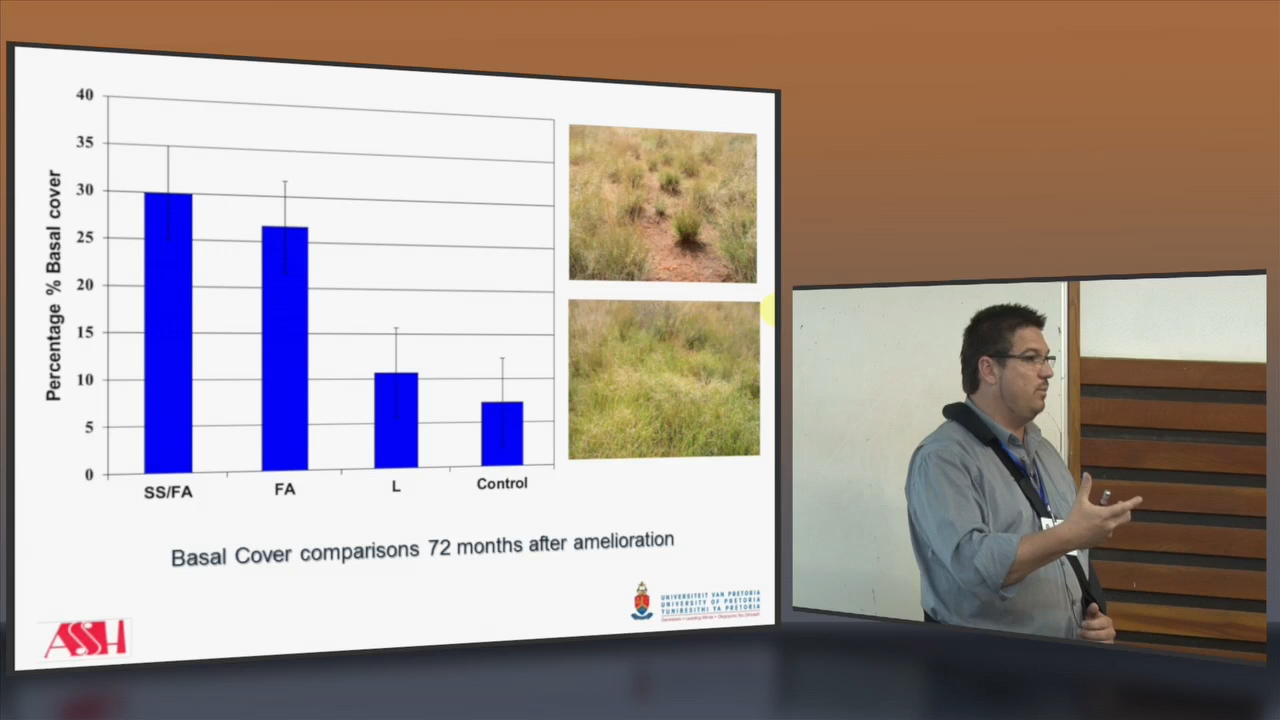 40
35
30
25
20
15
10
5
0
Percentage % Basal cover
SS/FA
FA
L
Control
Basal Cover comparisons 72 months after amelioration
ASSH
UNIVERSITEIT VAN PRETORIA
UNIVERSITY OF PRETORIA
YUNIBESITHI YA PRETORIA